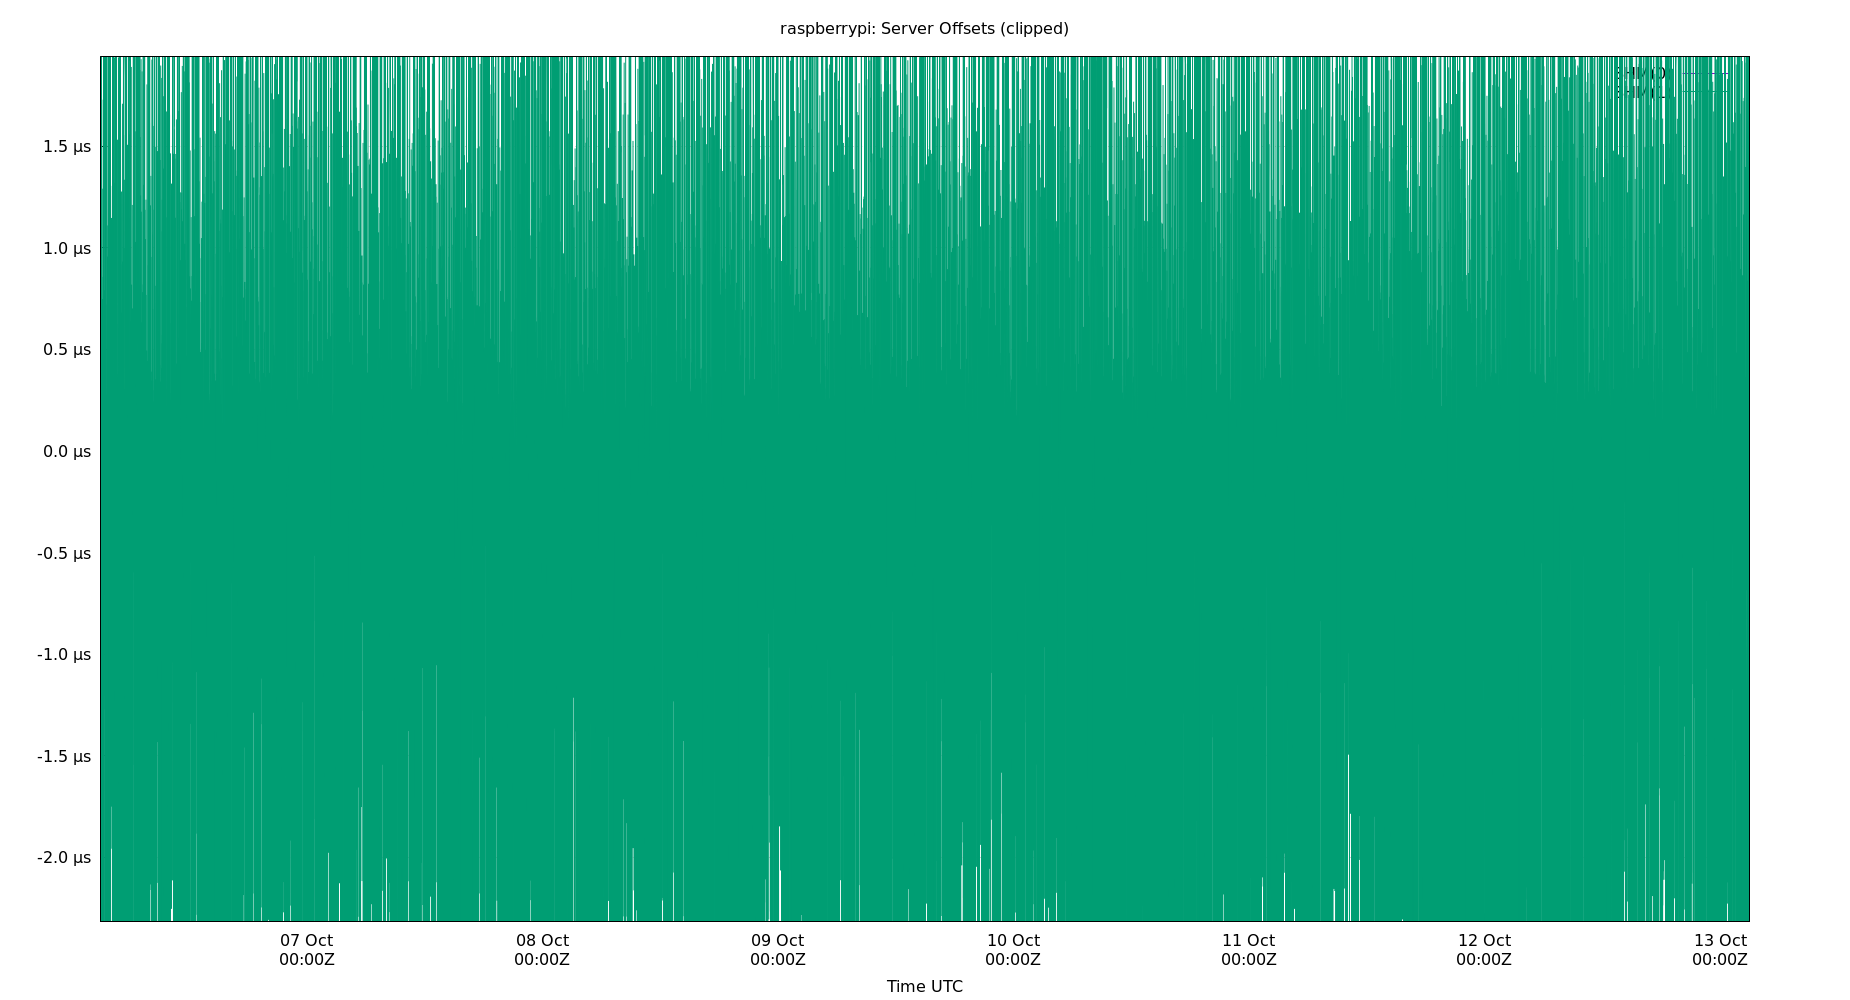 raspberrypi: Server Offsets (clipped)
1.5 µs
1.0 µs
0.5 µs
0.0 µs
-0.5 µs
-1.0 µs
-1.5 µs
-2.0 µs
07 Oct 08 Oct 09 Oct 10 Oct 11 Oct 12 Oct 13 Oct
00:00Z 00:00Z 00:00Z 00:00Z 00:00Z 00:00Z 00:00Z
Time UTC